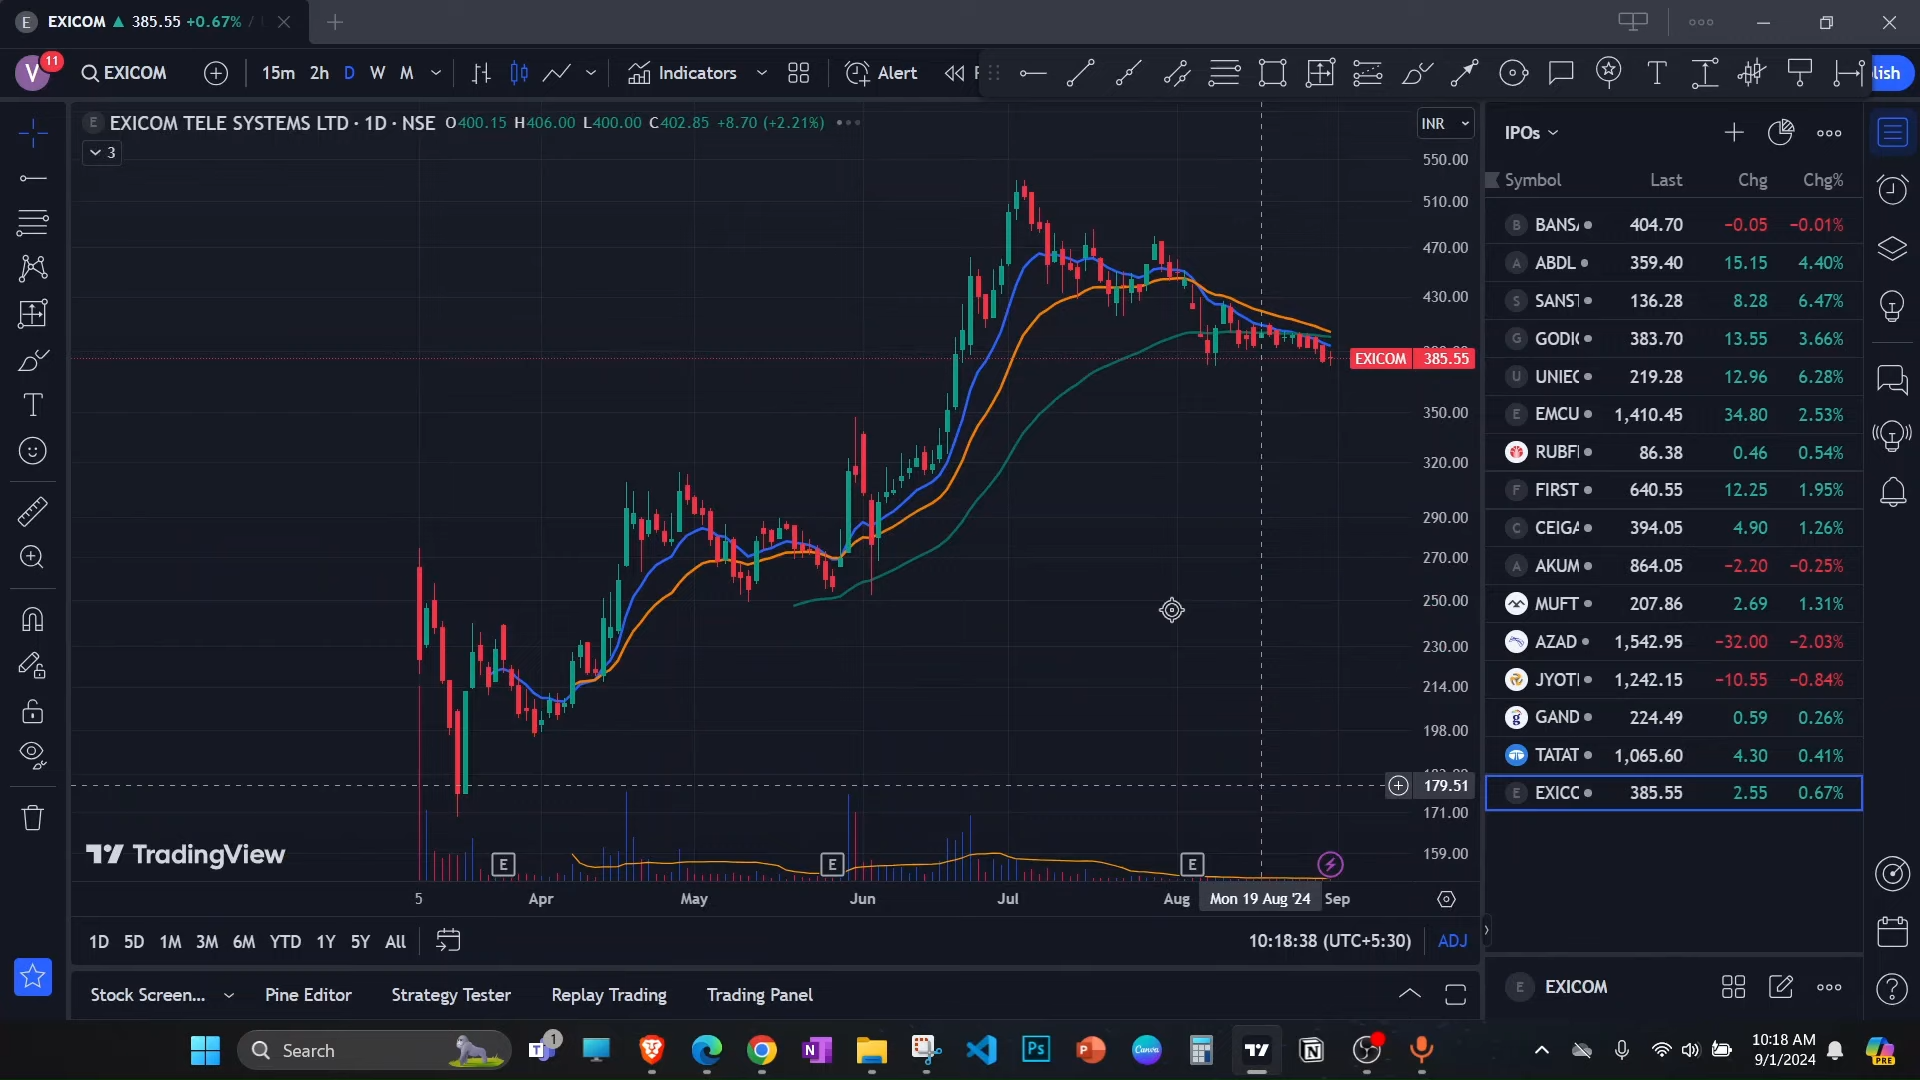 E EXICOM ▲ 385.55 +0.67% /
V 11 EXICOM 15m 2h D W M Indicators Alert lish
E EXICOM TELE SYSTEMS LTD · 1D · NSE O400.15 H406.00 L400.00 C402.85 +8.70 (+2.21%)
3
INR
550.00
510.00
470.00
430.00
EXICOM 385.55
350.00
320.00
290.00
270.00
250.00
230.00
214.00
198.00
179.51
171.00
159.00
TradingView
E E E
5 Apr May Jun Jul Aug Mon 19 Aug '24 Sep
1D 5D 1M 3M 6M YTD 1Y 5Y All
10:18:38 (UTC+5:30) ADJ
Stock Screen... Pine Editor Strategy Tester Replay Trading Trading Panel
IPOs
Symbol Last Chg Chg%
B BANSA 404.70 −0.05 −0.01%
A ABDL 359.40 15.15 4.40%
S SANST 136.28 8.28 6.47%
G GODI 383.70 13.55 3.66%
U UNIEC 219.28 12.96 6.28%
E EMCU 1,410.45 34.80 2.53%
RUBFI 86.38 0.46 0.54%
F FIRST 640.55 12.25 1.95%
C CEIGA 394.05 4.90 1.26%
A AKUM 864.05 −2.20 −0.25%
MUFT 207.86 2.69 1.31%
AZAD 1,542.95 −32.00 −2.03%
JYOTI 1,242.15 −10.55 −0.84%
GAND 224.49 0.59 0.26%
TATAT 1,065.60 4.30 0.41%
E EXICO 385.55 2.55 0.67%
E EXICOM
Search
1
Ps
Canva
10:18 AM
9/1/2024
PRE